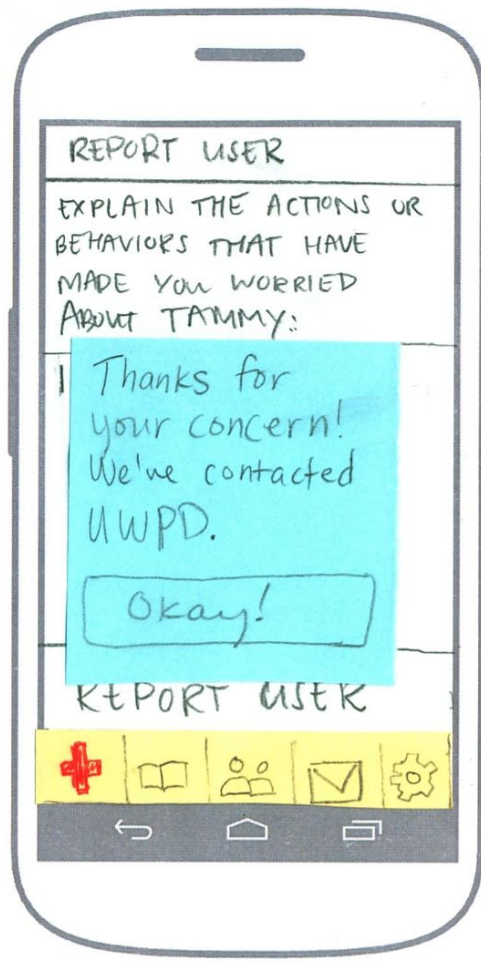 REPORT USER
EXPLAIN THE ACTIONS OR
BEHAVIORS THAT HAVE
MADE YOU WORRIED
ABOUT TAMMY:
I
Thanks for
your concern!
We've contacted
UWPD.
Okay!
REPORT USER